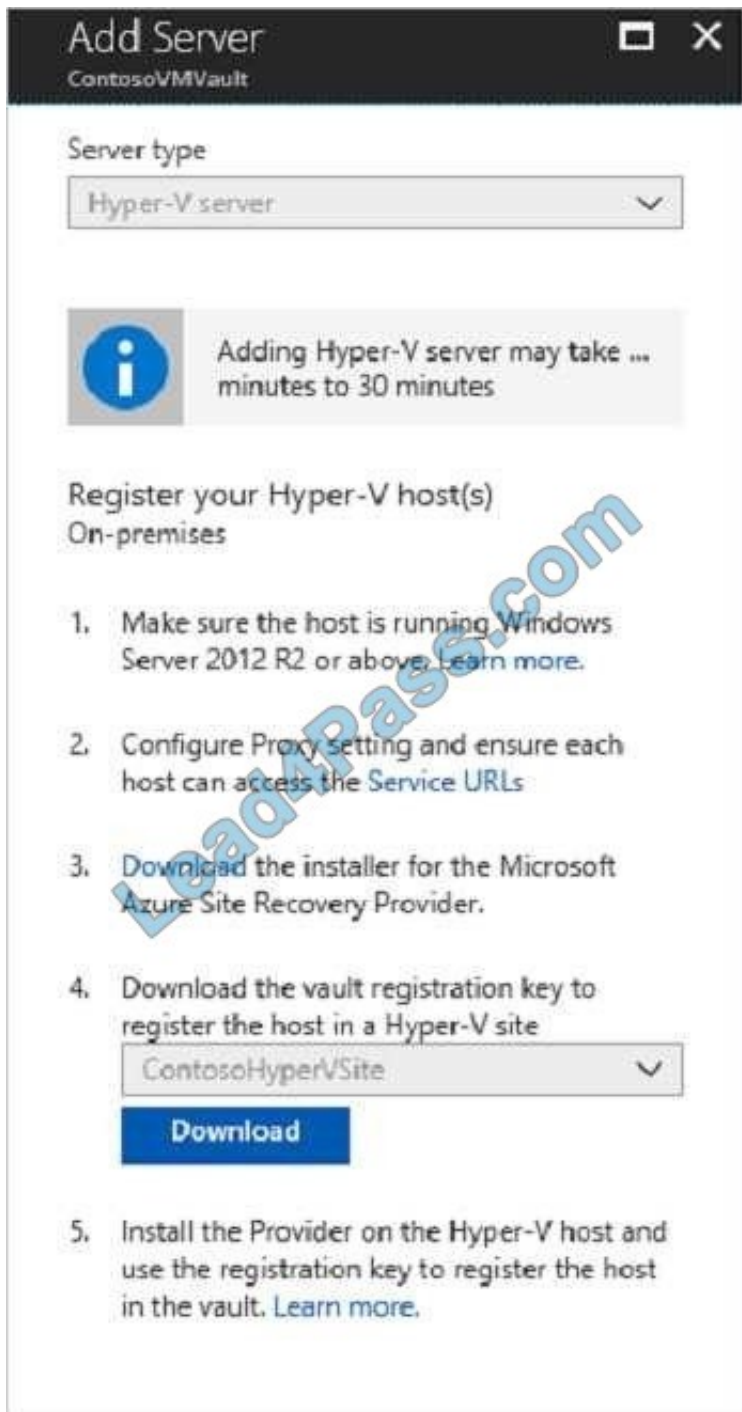 Add Server
ContosoVMVault
Server type
Hyper-V server
Adding Hyper-V server may take ...
minutes to 30 minutes
Register your Hyper-V host(s)
On-premises
1. Make sure the host is running Windows
Server 2012 R2 or above. Learn more.
2. Configure Proxy setting and ensure each
host can access the Service URLs
3. Download the installer for the Microsoft
Azure Site Recovery Provider.
4. Download the vault registration key to
register the host in a Hyper-V site
ContosoHyperVSite
Download
5. Install the Provider on the Hyper-V host and
use the registration key to register the host
in the vault. Learn more.
Lead4Pass.com